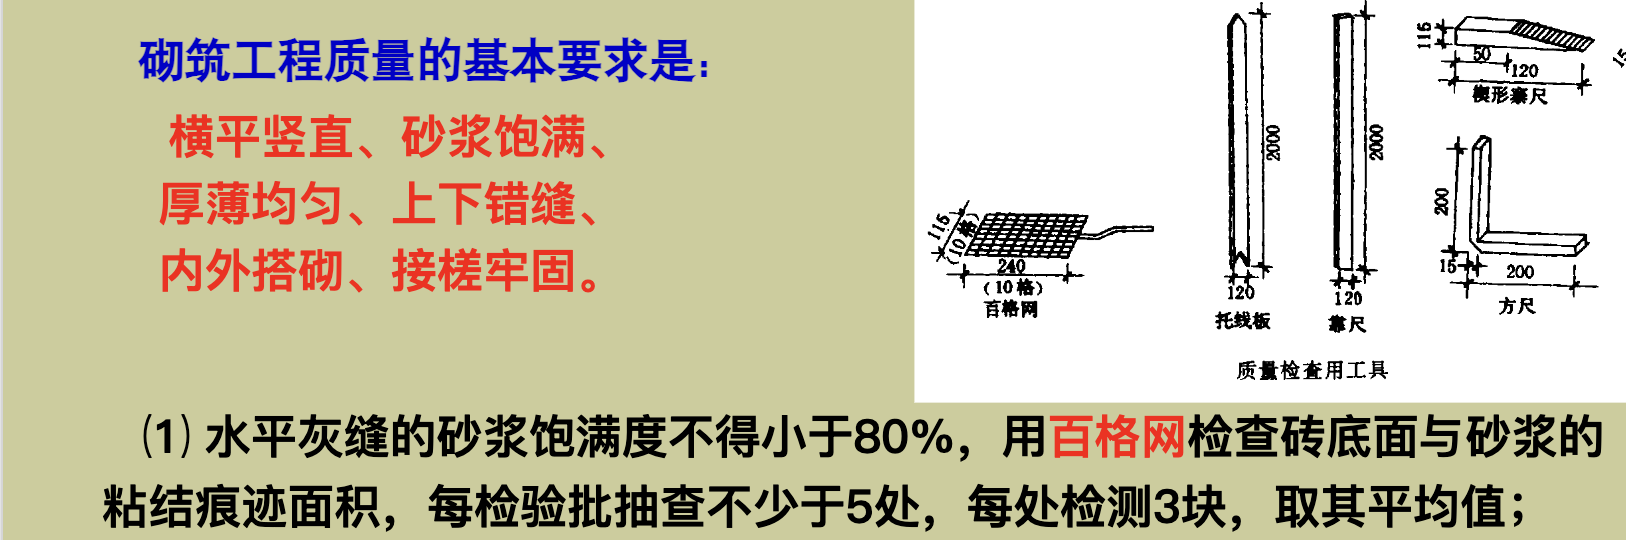 砌筑工程质量的基本要求是：
横平竖直、砂浆饱满、
厚薄均匀、上下错缝、
内外搭砌、接槎牢固。
115
(10格)
240
(10格)
百格网
2000
120
托线板
2000
120
靠尺
115
50
120
楔形塞尺
15
200
15
200
方尺
质量检查用工具
(1) 水平灰缝的砂浆饱满度不得小于80%，用百格网检查砖底面与砂浆的
粘结痕迹面积，每检验批抽查不少于5处，每处检测3块，取其平均值；